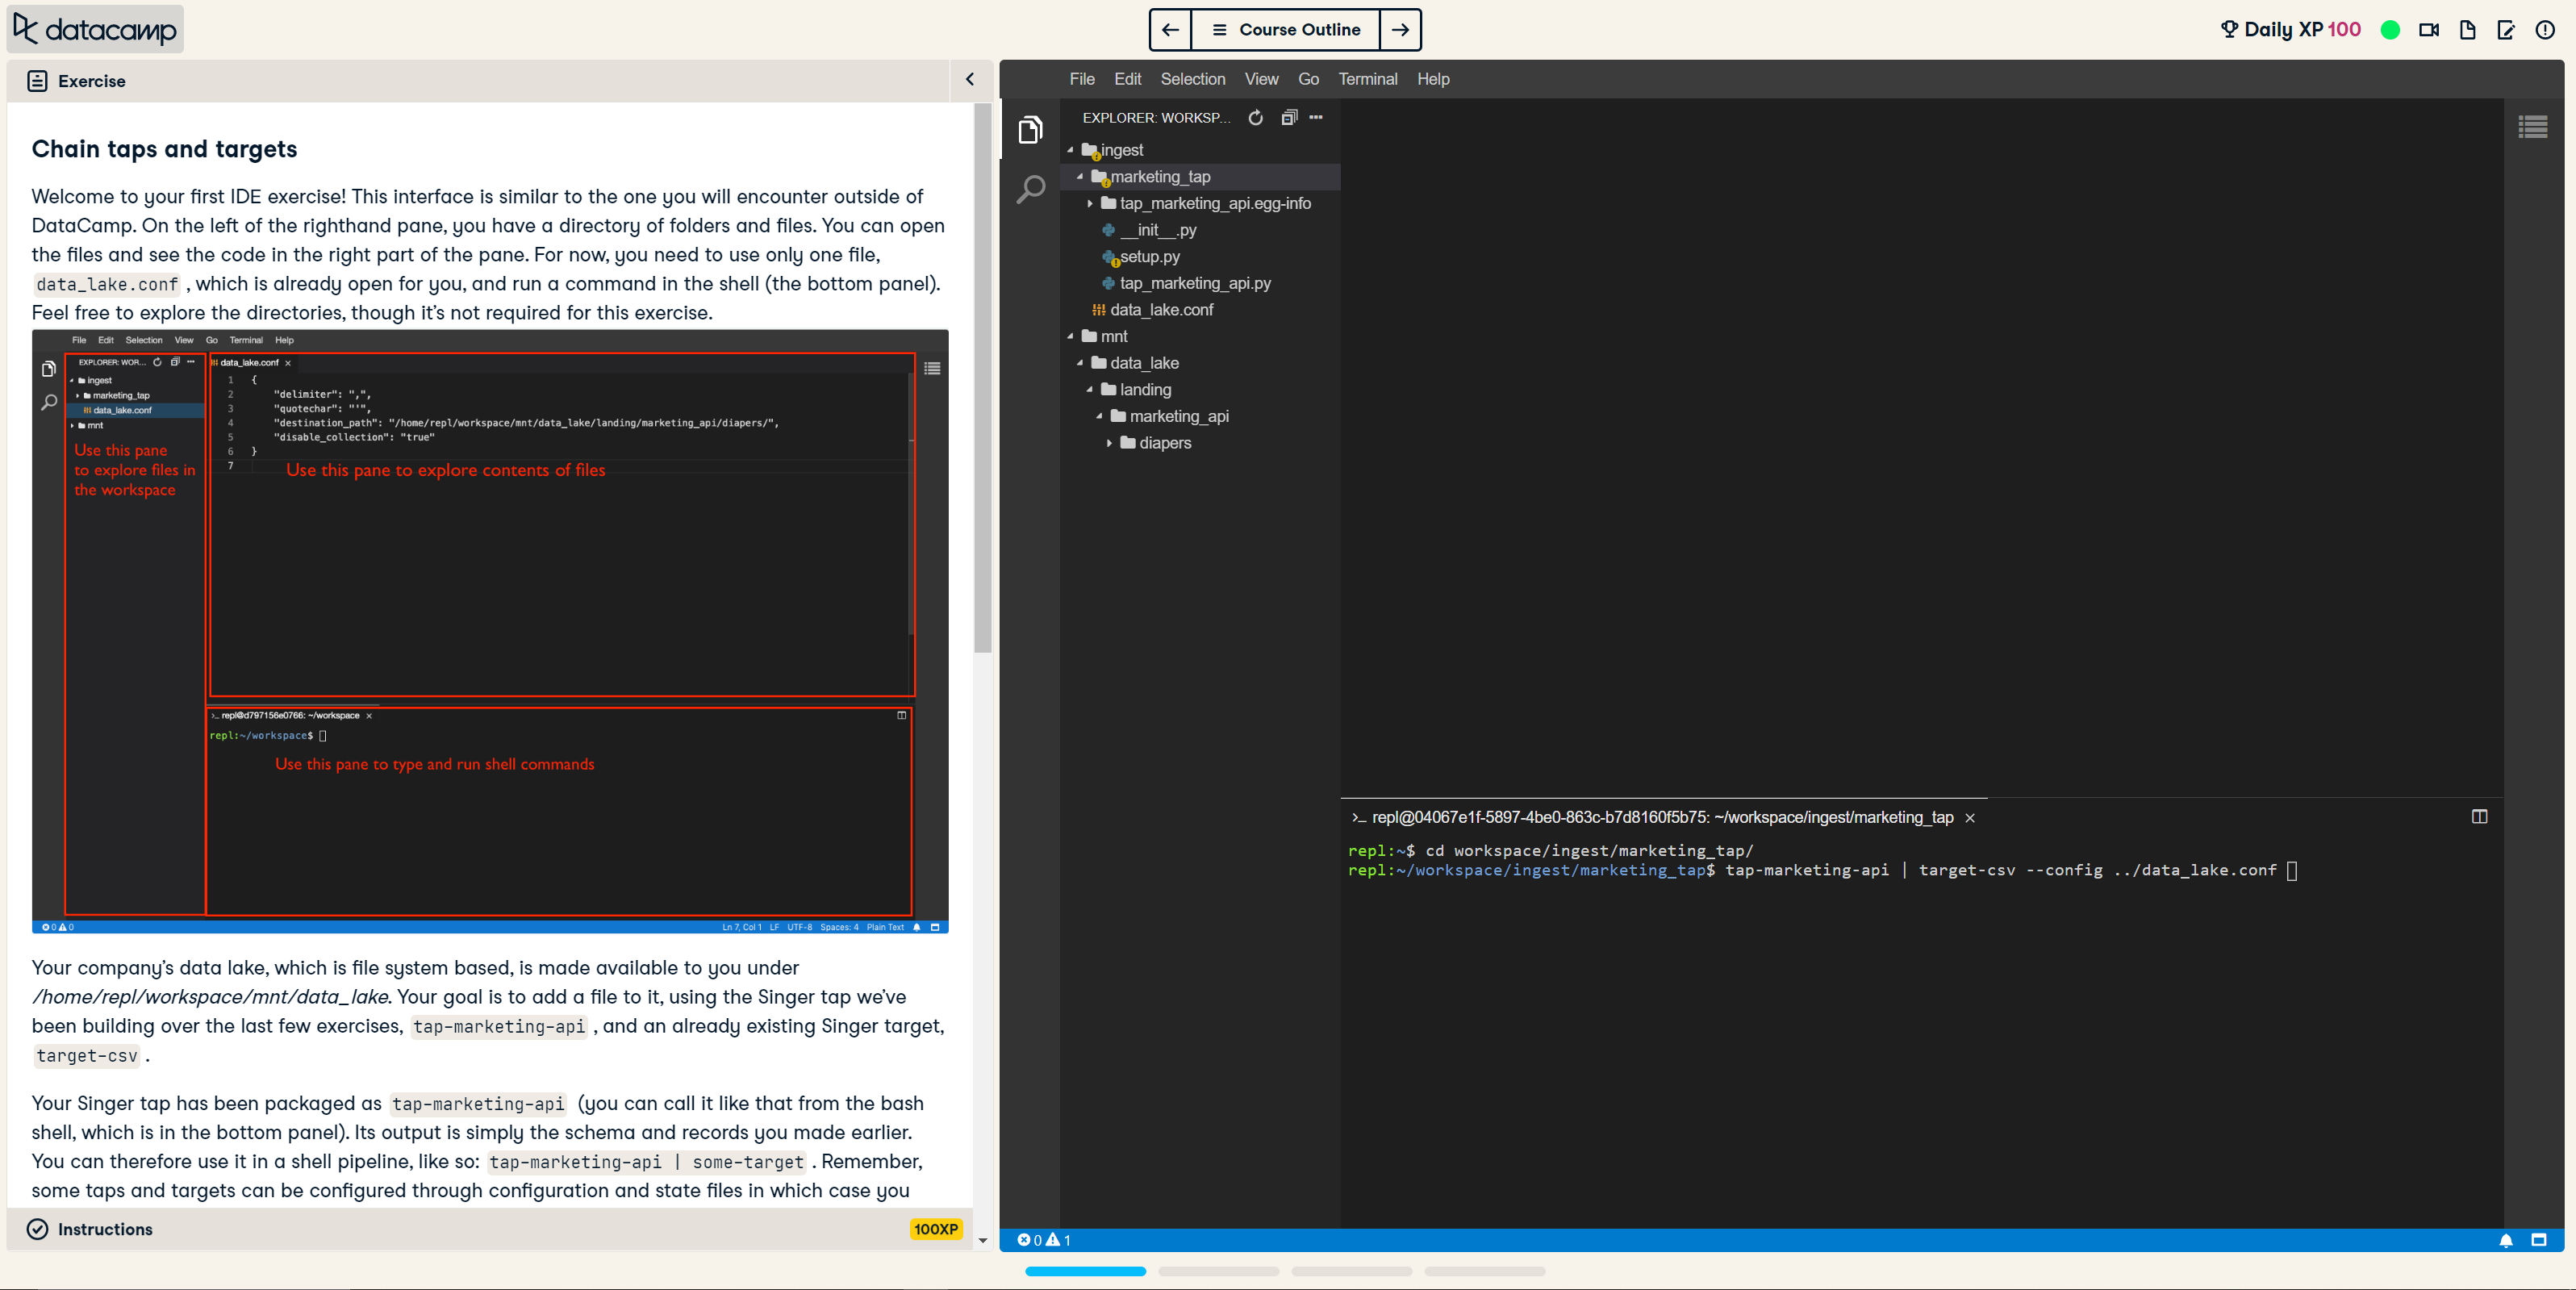 datacamp
Course Outline
Daily XP 100
Exercise
Chain taps and targets
Welcome to your first IDE exercise! This interface is similar to the one you will encounter outside of
DataCamp. On the left of the righthand pane, you have a directory of folders and files. You can open
the files and see the code in the right part of the pane. For now, you need to use only one file,
data_lake.conf , which is already open for you, and run a command in the shell (the bottom panel).
Feel free to explore the directories, though it's not required for this exercise.
File Edit Selection View Go Terminal Help
EXPLORER: WOR...
ingest
marketing_tap
data_lake.conf
mnt
Use this pane
to explore files in
the workspace
data_lake.conf ×
1 {
2 "delimiter": ",",
3 "quotechar": "'",
4 "destination_path": "/home/repl/workspace/mnt/data_lake/landing/marketing_api/diapers/",
5 "disable_collection": "true"
6 }
7
Use this pane to explore contents of files
>_ repl@d797156e0766: ~/workspace ×
repl:~/workspace$
Use this pane to type and run shell commands
0 0
Ln 7, Col 1 LF UTF-8 Spaces: 4 Plain Text
Your company's data lake, which is file system based, is made available to you under
/home/repl/workspace/mnt/data_lake. Your goal is to add a file to it, using the Singer tap we've
been building over the last few exercises, tap-marketing-api , and an already existing Singer target,
target-csv .
Your Singer tap has been packaged as tap-marketing-api (you can call it like that from the bash
shell, which is in the bottom panel). Its output is simply the schema and records you made earlier.
You can therefore use it in a shell pipeline, like so: tap-marketing-api | some-target . Remember,
some taps and targets can be configured through configuration and state files in which case you
Instructions
100XP
File Edit Selection View Go Terminal Help
EXPLORER: WORKSP...
ingest
marketing_tap
tap_marketing_api.egg-info
__init__.py
setup.py
tap_marketing_api.py
data_lake.conf
mnt
data_lake
landing
marketing_api
diapers
>_ repl@04067e1f-5897-4be0-863c-b7d8160f5b75: ~/workspace/ingest/marketing_tap ×
repl:~$ cd workspace/ingest/marketing_tap/
repl:~/workspace/ingest/marketing_tap$ tap-marketing-api | target-csv --config ../data_lake.conf
0 1